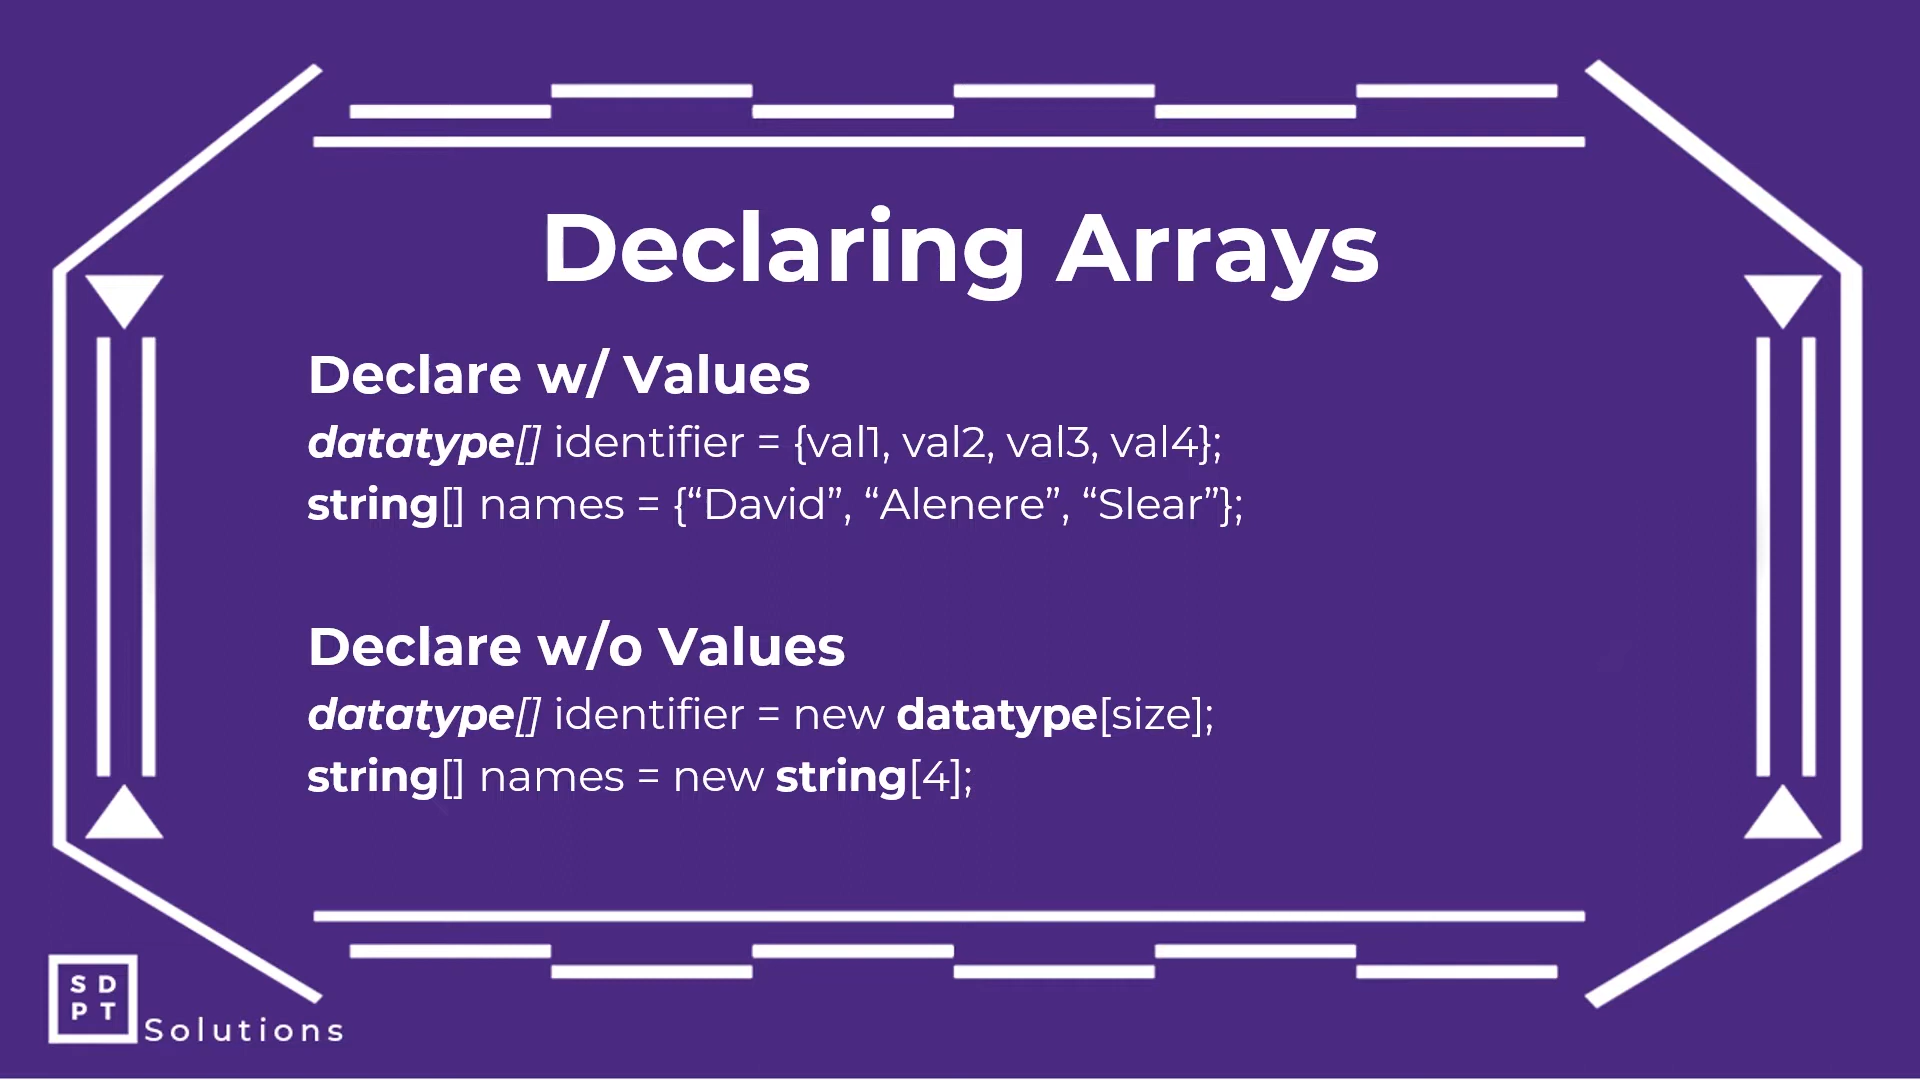 Declaring Arrays
Declare w/ Values
datatype[] identifier = {val1, val2, val3, val4};
string[] names = {“David”, “Alenere”, “Slear”};
Declare w/o Values
datatype[] identifier = new datatype[size];
string[] names = new string[4];
S D
P T
Solutions